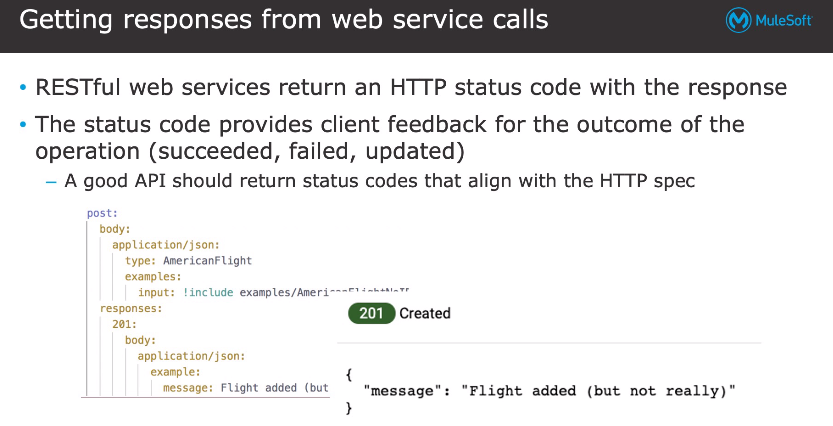 Getting responses from web service calls
MuleSoft
• RESTful web services return an HTTP status code with the response
• The status code provides client feedback for the outcome of the
operation (succeeded, failed, updated)
– A good API should return status codes that align with the HTTP spec
post:
body:
application/json:
type: AmericanFlight
examples:
input: !include
responses:
201:
body:
application/json:
example:
message: Flight added (but
201 Created
{
"message": "Flight added (but not really)"
}